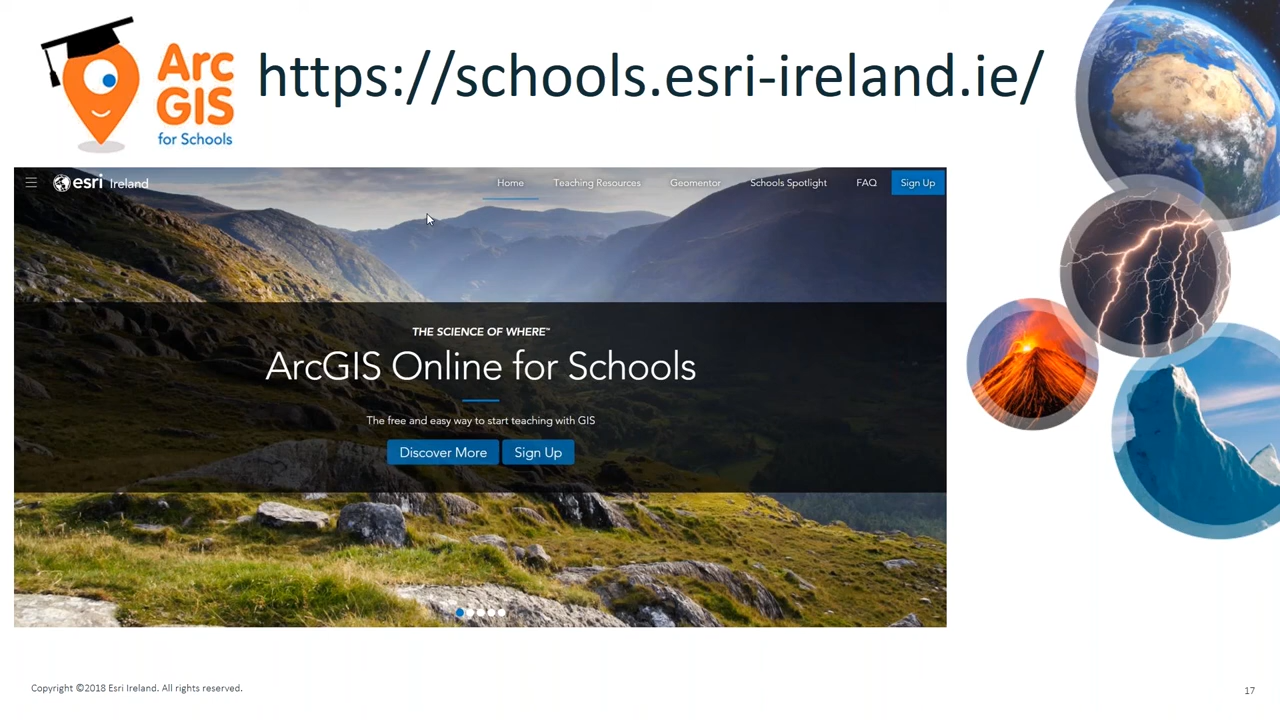 Arc
GIS
for Schools
https://schools.esri-ireland.ie/
esri Ireland
Home Teaching Resources Geomentor Schools Spotlight FAQ Sign Up
THE SCIENCE OF WHERE™
ArcGIS Online for Schools
The free and easy way to start teaching with GIS
Discover More Sign Up
Copyright ©2018 Esri Ireland. All rights reserved.
17